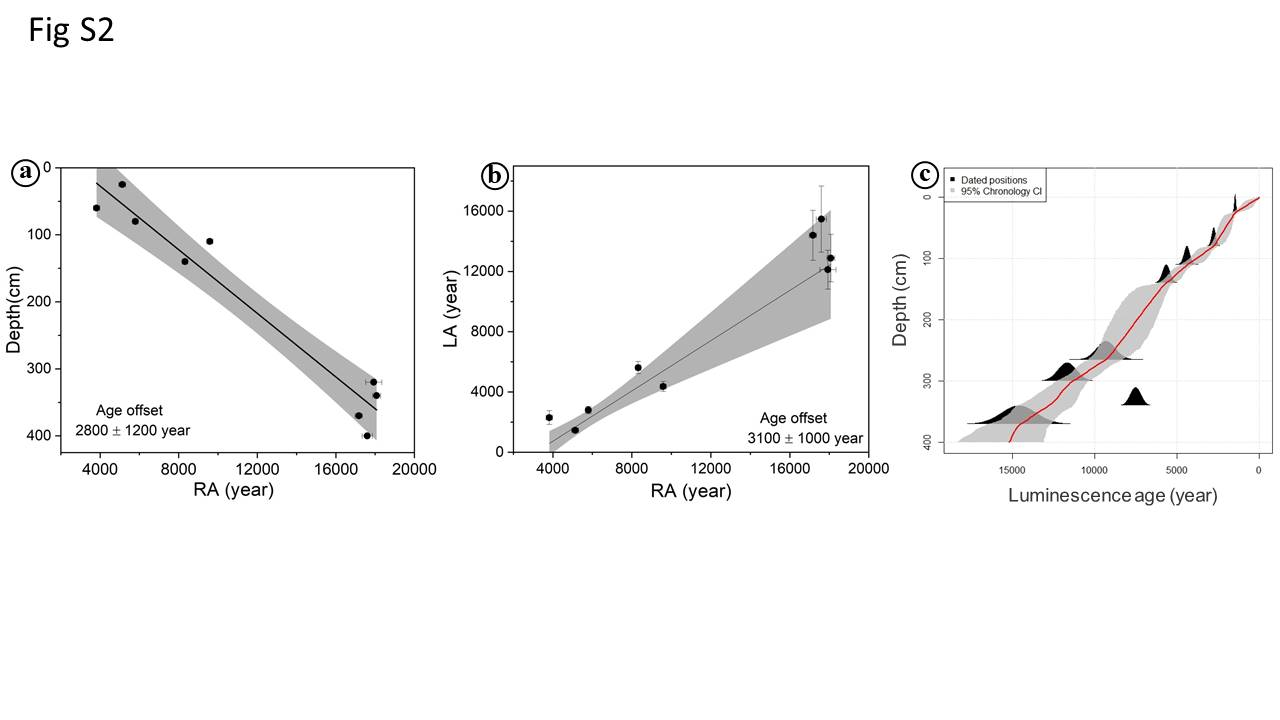 Fig S2
a
0
100
200
300
400
Depth(cm)
Age offset
2800 ± 1200 year
4000 8000 12000 16000 20000
RA (year)
b
16000
12000
8000
4000
0
LA (year)
Age offset
3100 ± 1000 year
4000 8000 12000 16000 20000
RA (year)
c
Dated positions
95% Chronology CI
0
100
200
300
400
Depth (cm)
15000 10000 5000 0
Luminescence age (year)